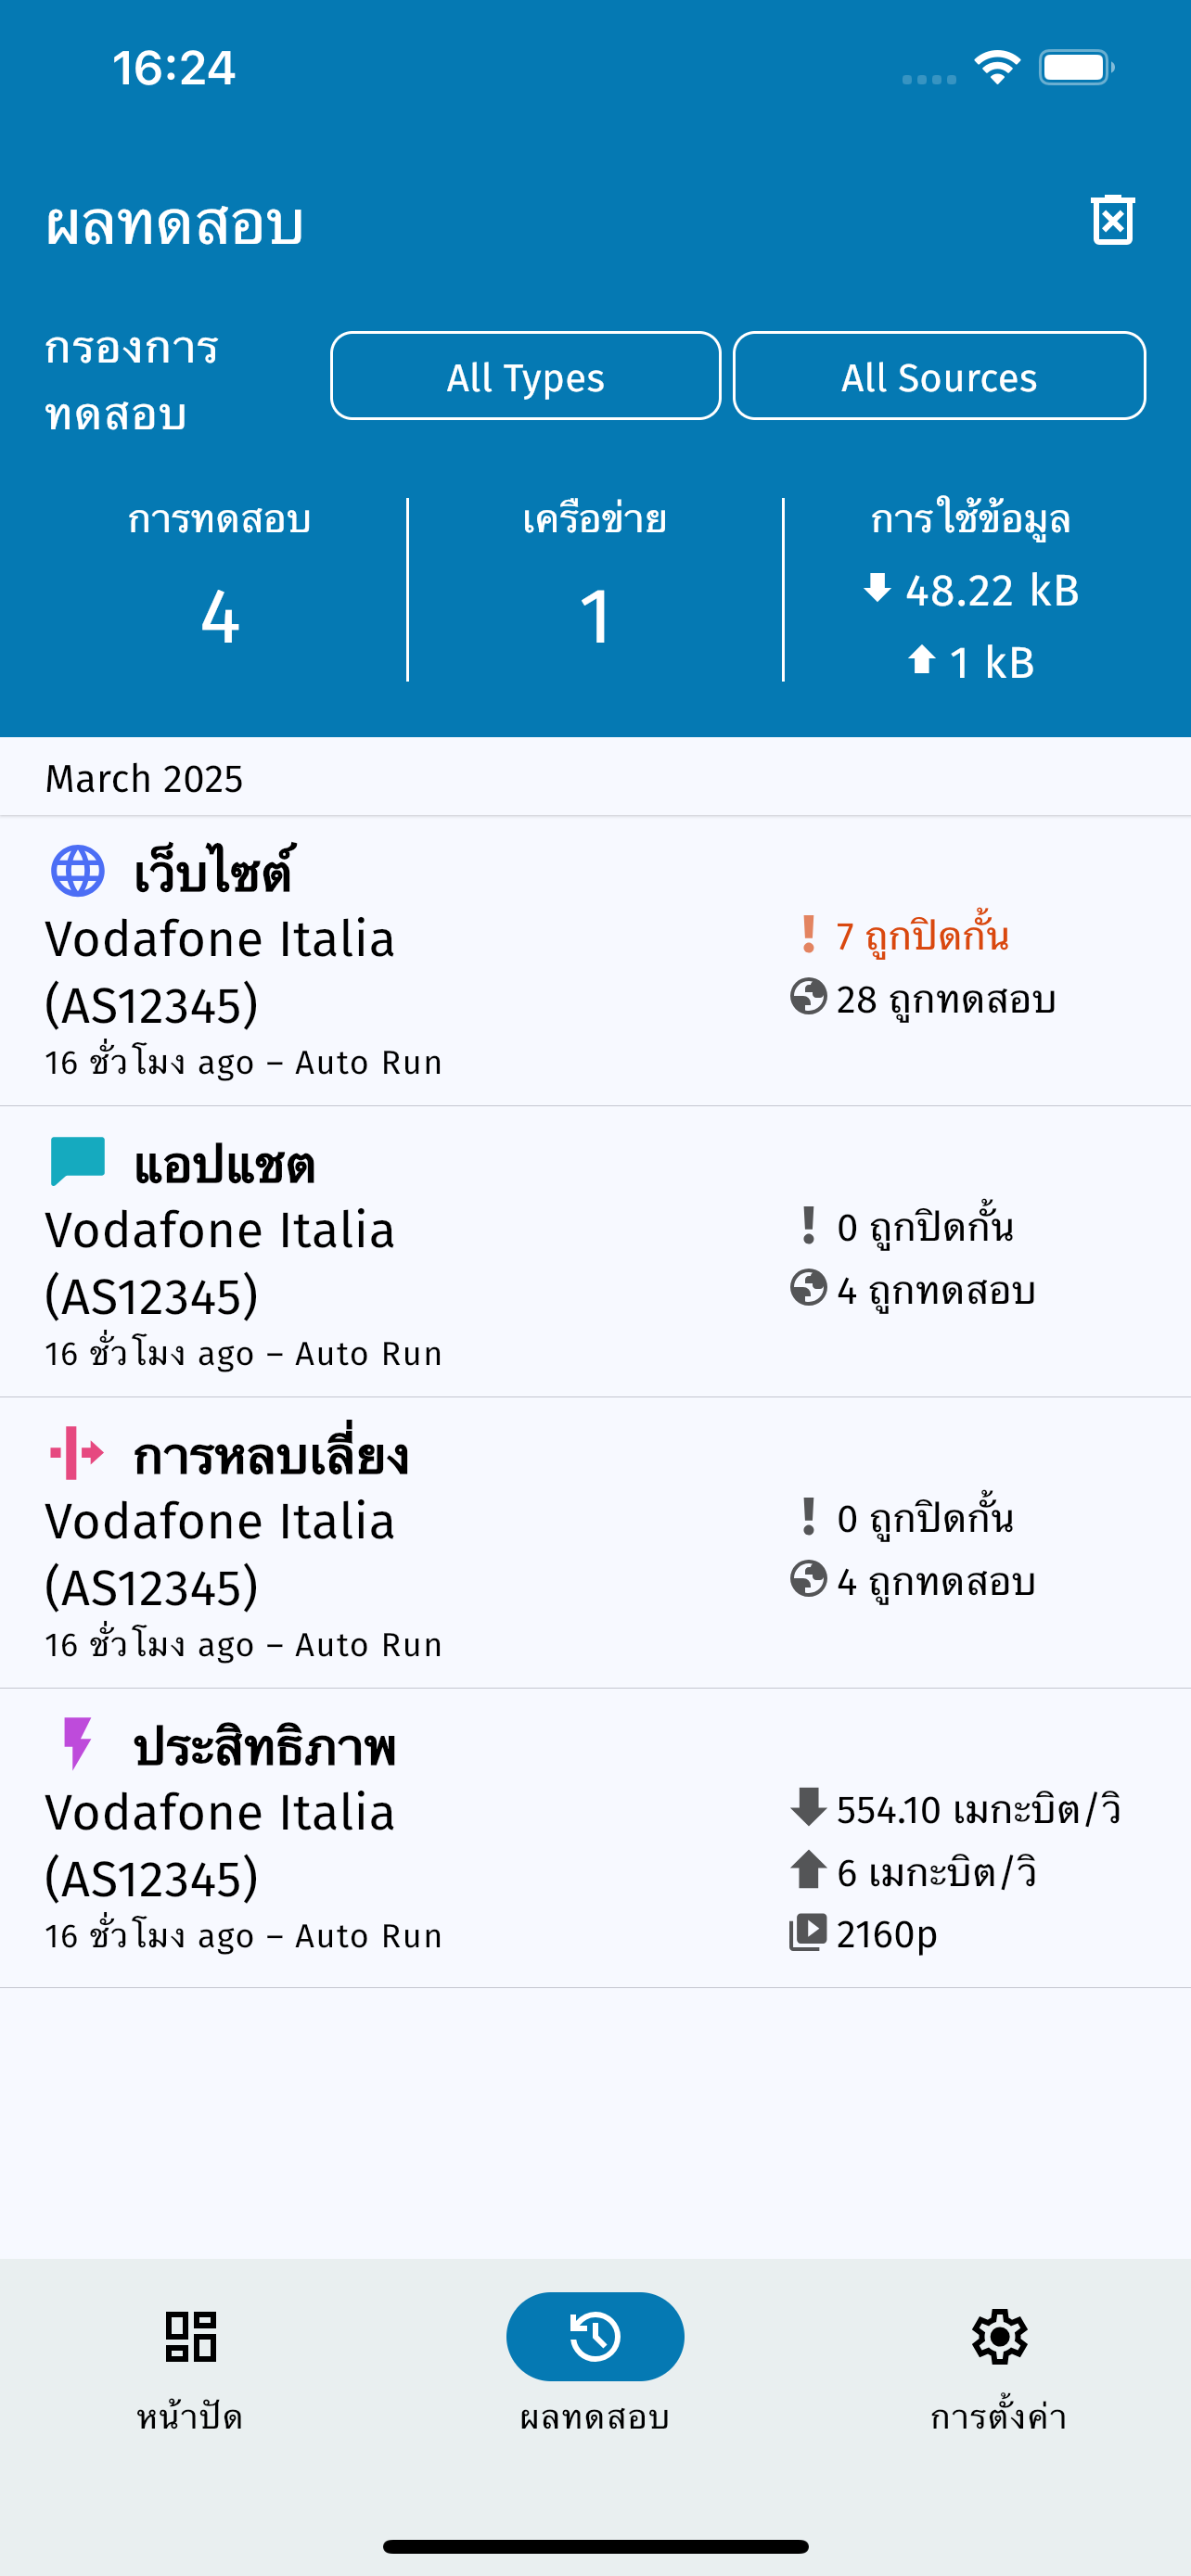 16:24
ผลทดสอบ
กรองการ
ทดสอบ
All Types
All Sources
การทดสอบ
4
เครือข่าย
1
การใช้ข้อมูล
48.22 kB
1 kB
March 2025
เว็บไซต์
Vodafone Italia
(AS12345)
16 ชั่วโมง ago – Auto Run
7 ถูกปิดกั้น
28 ถูกทดสอบ
แอปแชต
Vodafone Italia
(AS12345)
16 ชั่วโมง ago – Auto Run
0 ถูกปิดกั้น
4 ถูกทดสอบ
การหลบเลี่ยง
Vodafone Italia
(AS12345)
16 ชั่วโมง ago – Auto Run
0 ถูกปิดกั้น
4 ถูกทดสอบ
ประสิทธิภาพ
Vodafone Italia
(AS12345)
16 ชั่วโมง ago – Auto Run
554.10 เมกะบิต/วิ
6 เมกะบิต/วิ
2160p
หน้าปัด
ผลทดสอบ
การตั้งค่า